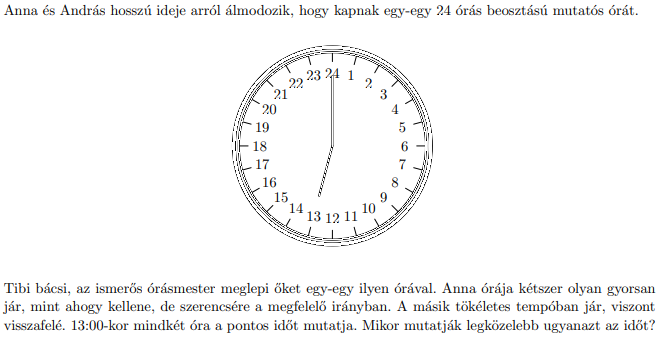 Anna és András hosszú ideje arról álmodozik, hogy kapnak egy-egy 24 órás beosztású mutatós órát.
24
23 1
22 2
21 3
20 4
19 5
18 6
17 7
16 8
15 9
14 10
13 12 11
Tibi bácsi, az ismerős órásmester meglepi őket egy-egy ilyen órával. Anna órája kétszer olyan gyorsan
jár, mint ahogy kellene, de szerencsére a megfelelő irányban. A másik tökéletes tempóban jár, viszont
visszafelé. 13:00-kor mindkét óra a pontos időt mutatja. Mikor mutatják legközelebb ugyanazt az időt?